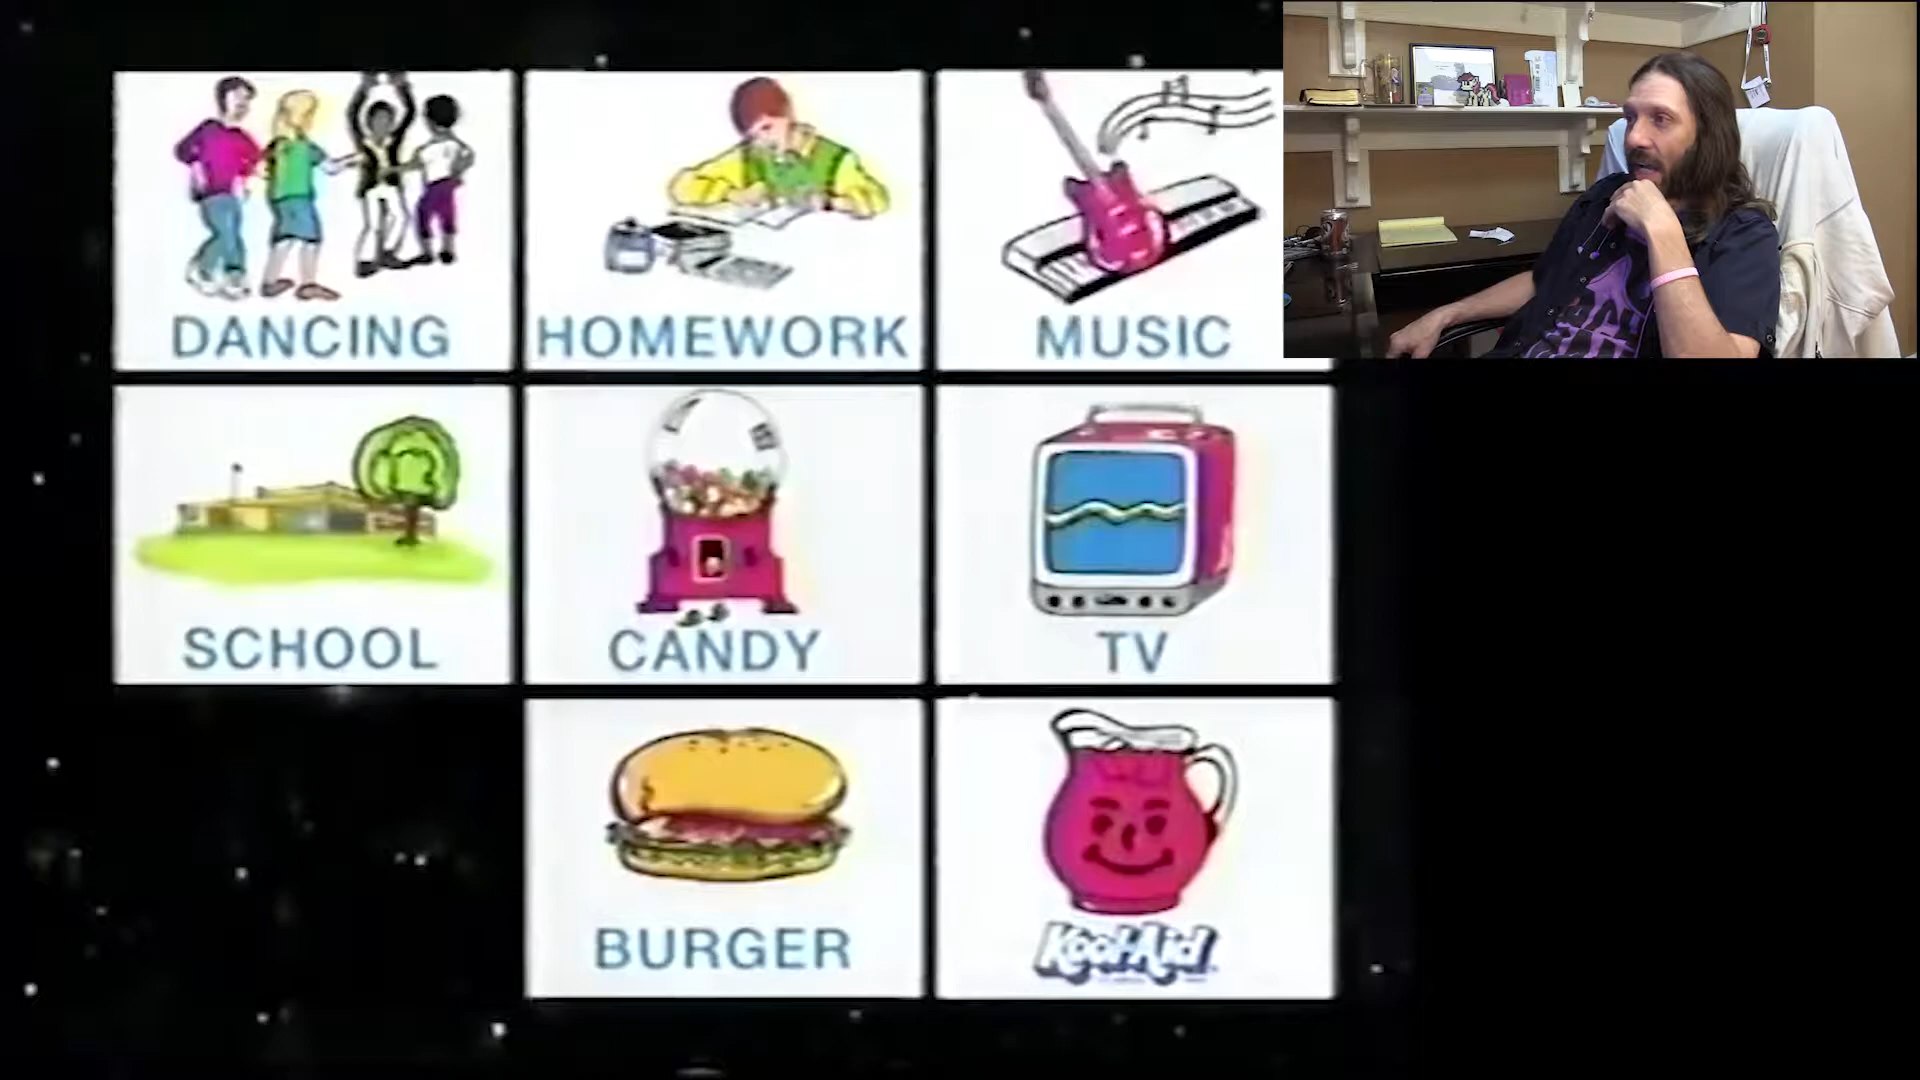 DANCING
HOMEWORK
MUSIC
SCHOOL
CANDY
TV
BURGER
Kool-Aid